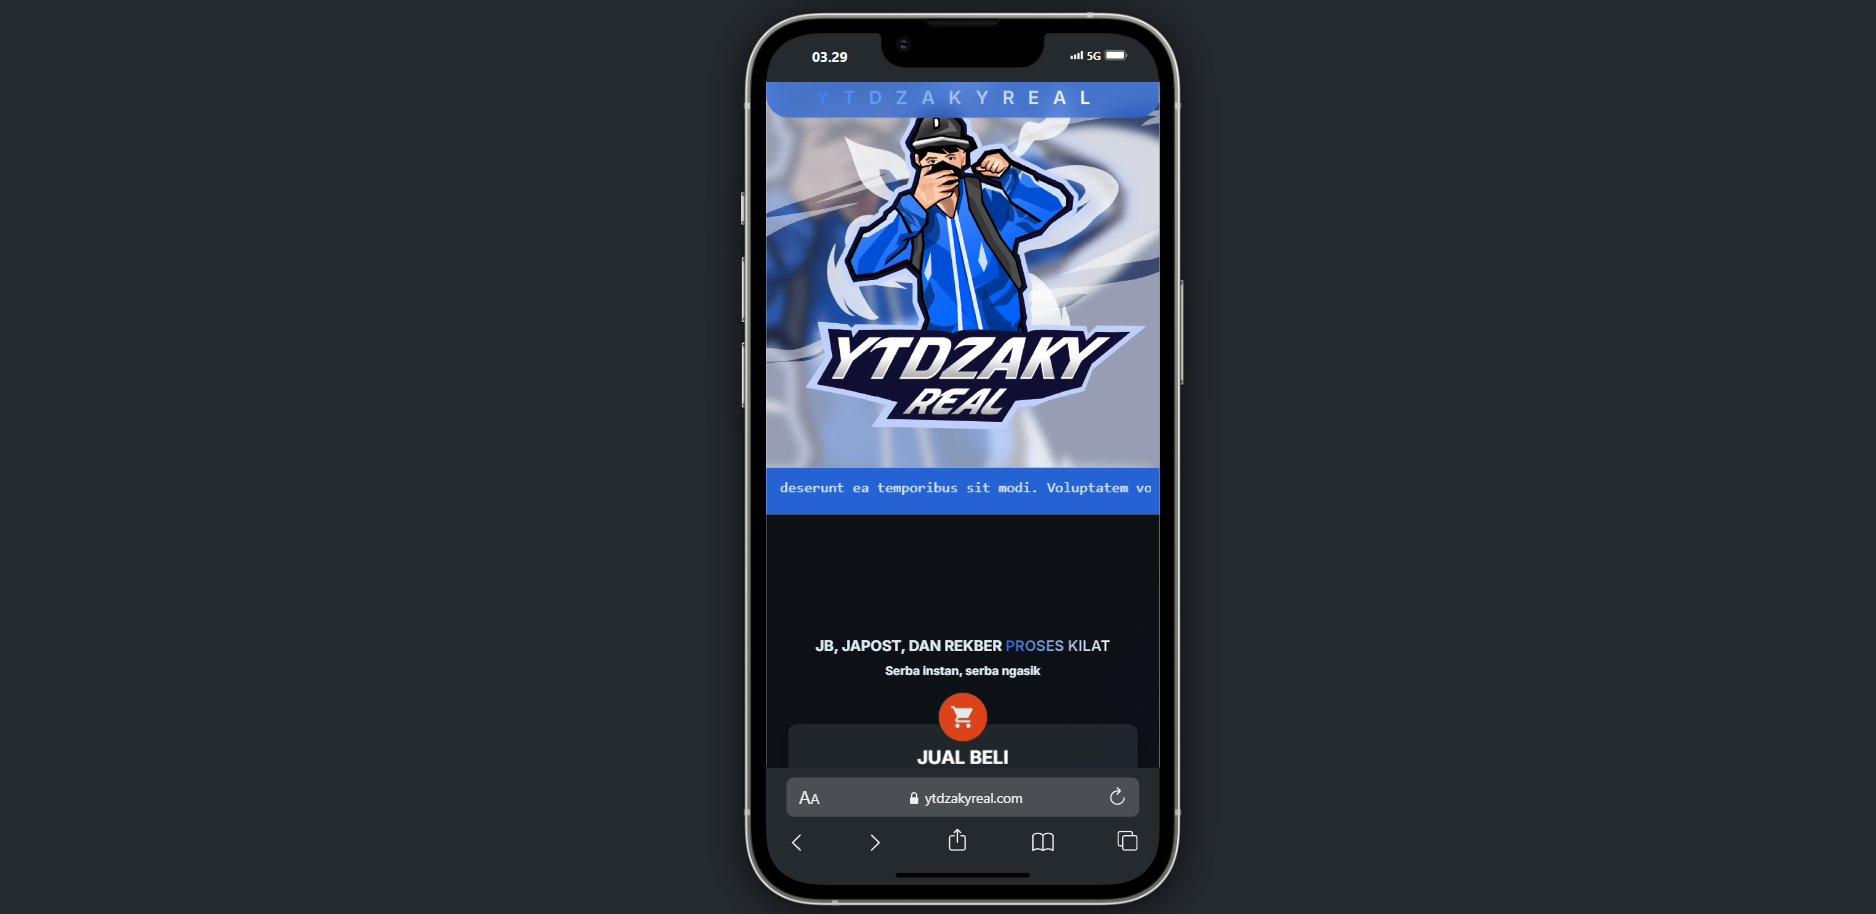 03.29
5G
YTDZAKYREAL
YTDZAKY
REAL
deserunt ea temporibus sit modi. Voluptatem vo
JB, JAPOST, DAN REKBER PROSES KILAT
Serba instan, serba ngasik
JUAL BELI
AA
ytdzakyreal.com